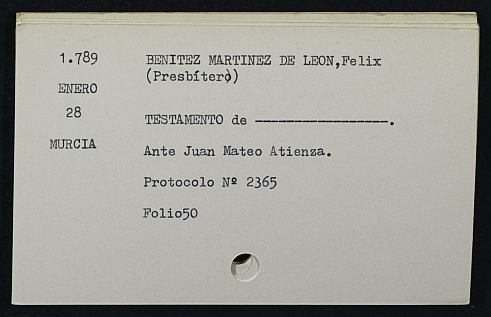 1.789
ENERO
28
MURCIA
BENITEZ MARTINEZ DE LEON,Felix
(Presbítero)
TESTAMENTO de -----------------.
Ante Juan Mateo Atienza.
Protocolo Nº 2365
Folio50